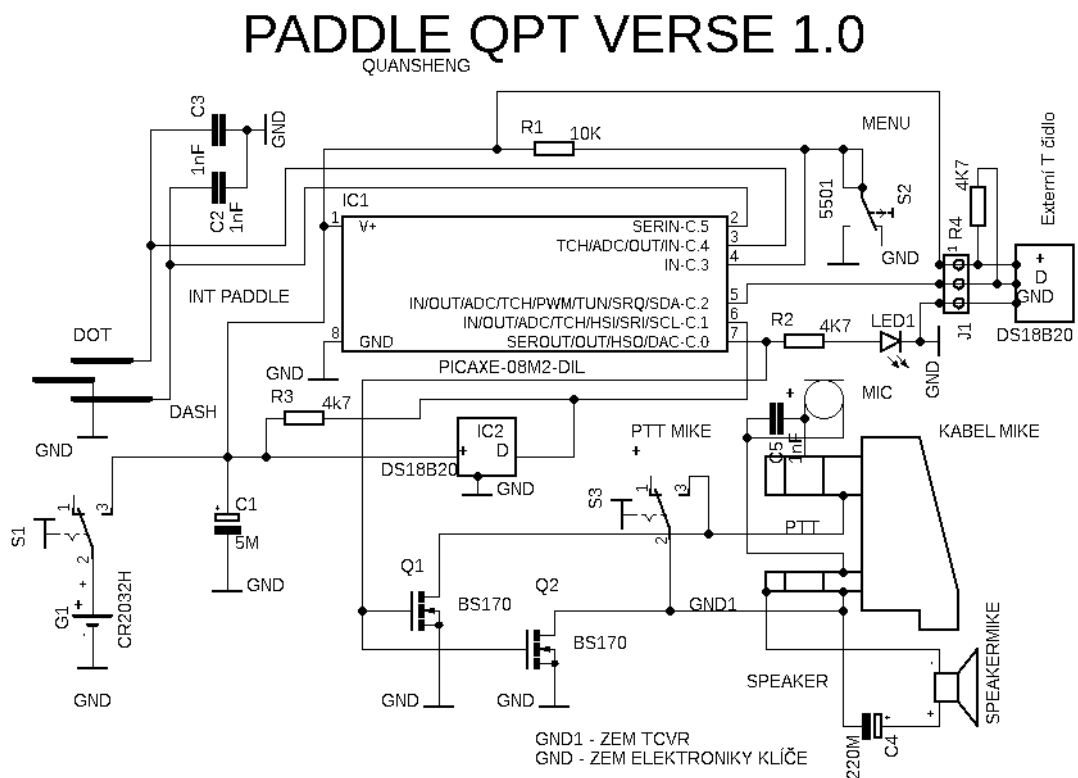 PADDLE QPT VERSE 1.0
QUANSHENG
C3
1nF
GND
C2
1nF
R1
10K
MENU
5501
S2
GND
4K7
R4
Externí T čidlo
IC1
1
V+
8
GND
SERIN-C.5
2
TCH/ADC/OUT/IN-C.4
3
IN-C.3
4
IN/OUT/ADC/TCH/PWM/TUN/SRQ/SDA-C.2
5
IN/OUT/ADC/TCH/HSI/SRI/SCL-C.1
6
SEROUT/OUT/HSO/DAC-C.0
7
PICAXE-08M2-DIL
GND
1
J1
+
D
GND
DS18B20
INT PADDLE
DOT
DASH
GND
R2
4K7
LED1
GND
R3
4k7
IC2
+
D
DS18B20
GND
PTT MIKE
+
1
3
S3
2
MIC
+
C5
1nF
KABEL MIKE
PTT
S1
1
3
2
+
G1
+
-
CR2032H
GND
+
C1
5M
GND
Q1
BS170
GND
Q2
BS170
GND
GND1
SPEAKER
-
+
SPEAKERMIKE
220M
+
C4
GND1 - ZEM TCVR
GND - ZEM ELEKTRONIKY KLÍČE